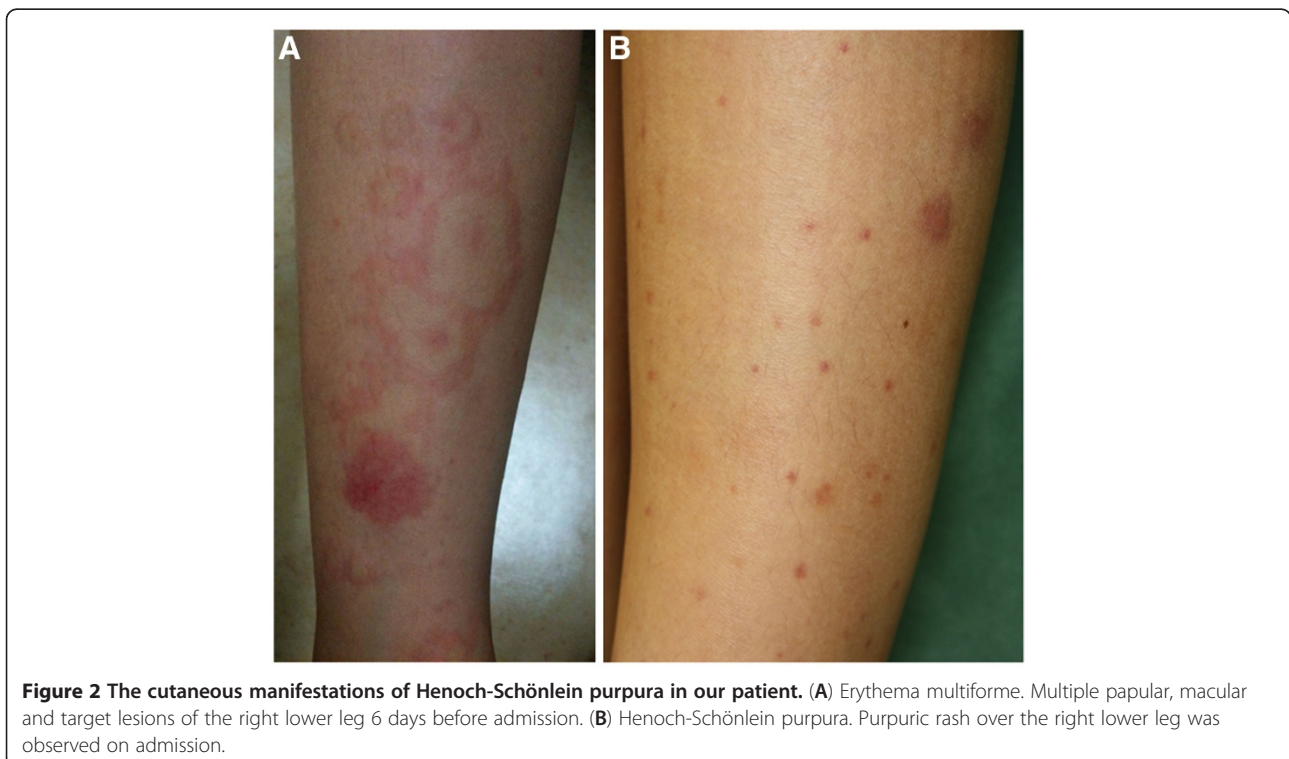 A
B
Figure 2 The cutaneous manifestations of Henoch-Schönlein purpura in our patient. (A) Erythema multiforme. Multiple papular, macular
and target lesions of the right lower leg 6 days before admission. (B) Henoch-Schönlein purpura. Purpuric rash over the right lower leg was
observed on admission.